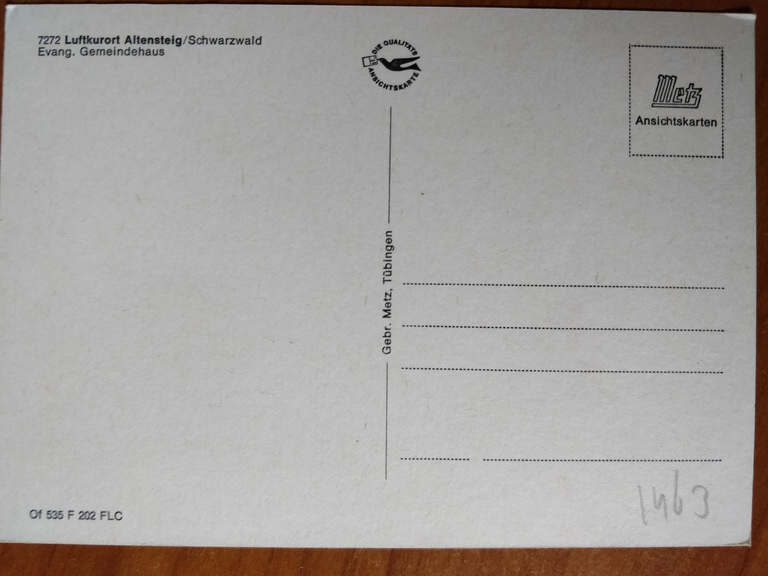 7272 Luftkurort Altensteig/Schwarzwald
Evang. Gemeindehaus
DIE QUALITÄTS
ANSICHTSKARTE
Metz
Ansichtskarten
Gebr. Metz, Tübingen
Of 535 F 202 FLC
1463